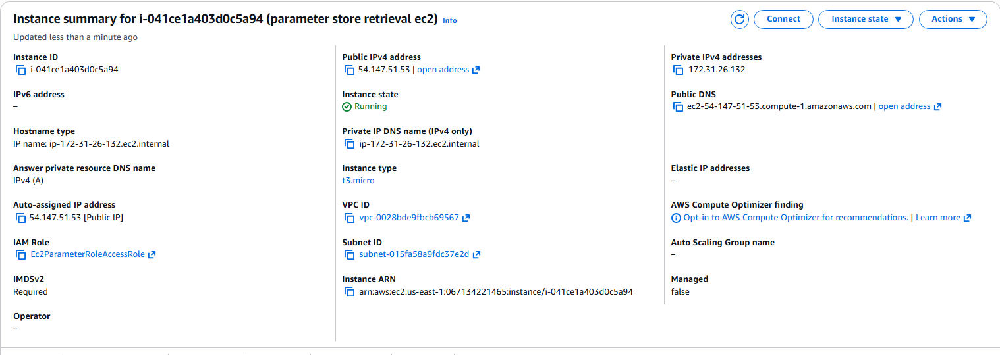 Instance summary for i-041ce1a403d0c5a94 (parameter store retrieval ec2) Info
Connect
Instance state
Actions
Updated less than a minute ago
Instance ID
i-041ce1a403d0c5a94
Public IPv4 address
54.147.51.53 | open address
Private IPv4 addresses
172.31.26.132
IPv6 address
–
Instance state
Running
Public DNS
ec2-54-147-51-53.compute-1.amazonaws.com | open address
Hostname type
IP name: ip-172-31-26-132.ec2.internal
Private IP DNS name (IPv4 only)
ip-172-31-26-132.ec2.internal
Answer private resource DNS name
IPv4 (A)
Instance type
t3.micro
Elastic IP addresses
–
Auto-assigned IP address
54.147.51.53 [Public IP]
VPC ID
vpc-0028bde9fbcb69567
AWS Compute Optimizer finding
Opt-in to AWS Compute Optimizer for recommendations. | Learn more
IAM Role
Ec2ParameterRoleAccessRole
Subnet ID
subnet-015fa58a9fdc37e2d
Auto Scaling Group name
–
IMDSv2
Required
Instance ARN
arn:aws:ec2:us-east-1:067134221465:instance/i-041ce1a403d0c5a94
Managed
false
Operator
–